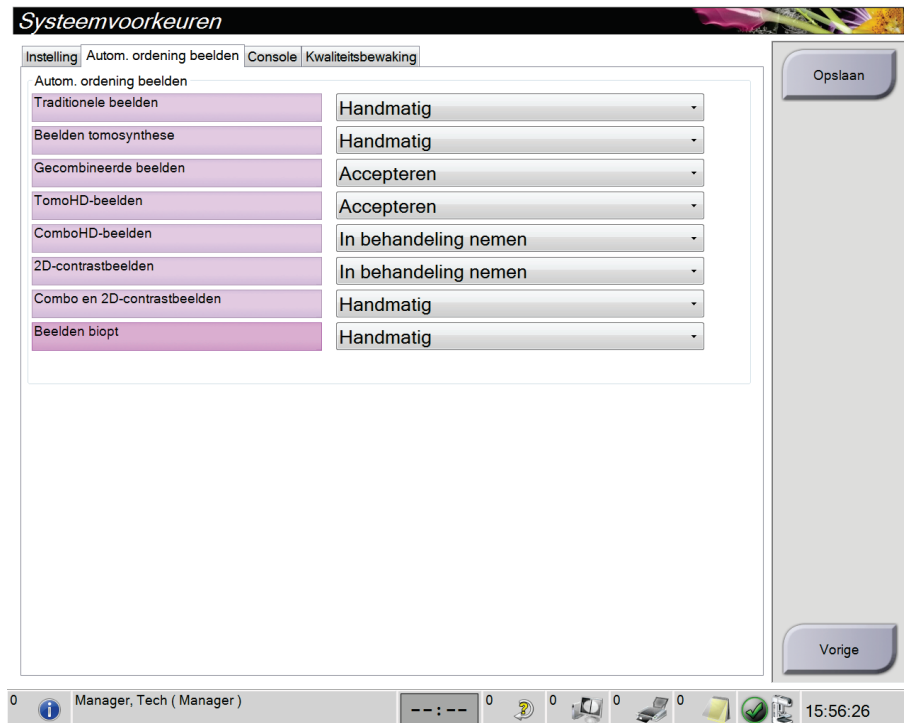 Systeemvoorkeuren
Instelling Autom. ordening beelden Console Kwaliteitsbewaking
Opslaan
Autom. ordening beelden
Traditionele beelden Handmatig
Beelden tomosynthese Handmatig
Gecombineerde beelden Accepteren
TomoHD-beelden Accepteren
ComboHD-beelden In behandeling nemen
2D-contrastbeelden In behandeling nemen
Combo en 2D-contrastbeelden Handmatig
Beelden biopt Handmatig
Vorige
0 Manager, Tech ( Manager ) --:-- 0 0 0 0 15:56:26